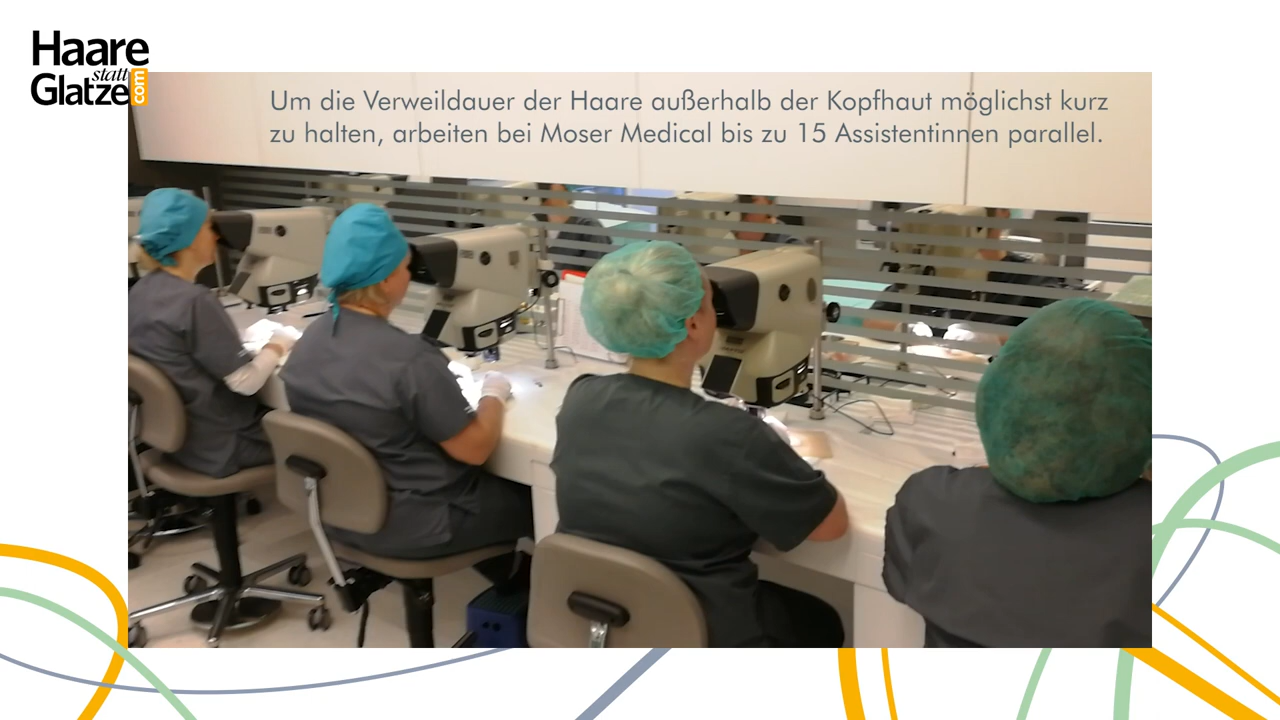 Haare
statt
Glatze.com
Um die Verweildauer der Haare außerhalb der Kopfhaut möglichst kurz
zu halten, arbeiten bei Moser Medical bis zu 15 Assistentinnen parallel.